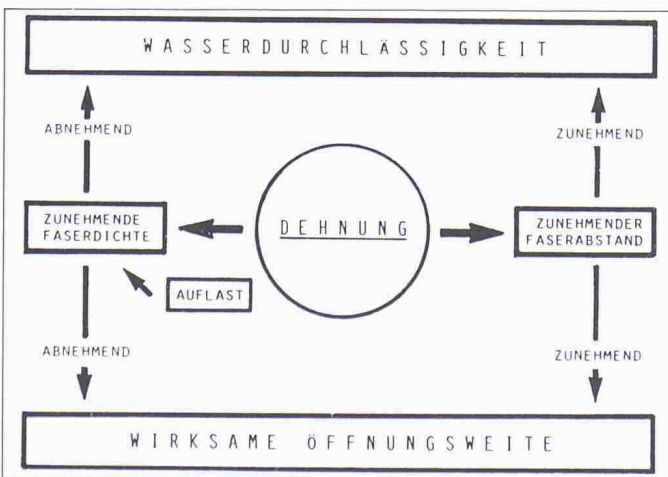 WASSERDURCHLÄSSIGKEIT
ABNEHMEND
ZUNEHMEND
ZUNEHMENDE
FASERDICHTE
DEHNUNG
ZUNEHMENDER
FASERABSTAND
AUFLAST
ABNEHMEND
ZUNEHMEND
WIRKSAME ÖFFNUNGSWEITE